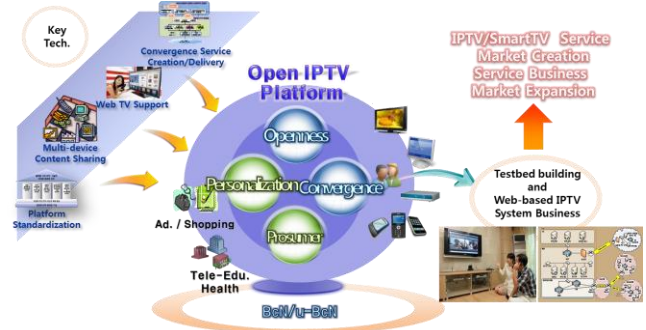 Key
Tech.
Convergence Service
Creation/Delivery
Web TV Support
Multi-device
Content Sharing
Platform
Standardization
Open IPTV
Platform
Openness
Personalization
Convergence
Prosumer
Ad. / Shopping
Tele-Edu.
Health
BcN/u-BcN
IPTV/SmartTV Service
Market Creation
Service Business
Market Expansion
Testbed building
and
Web-based IPTV
System Business